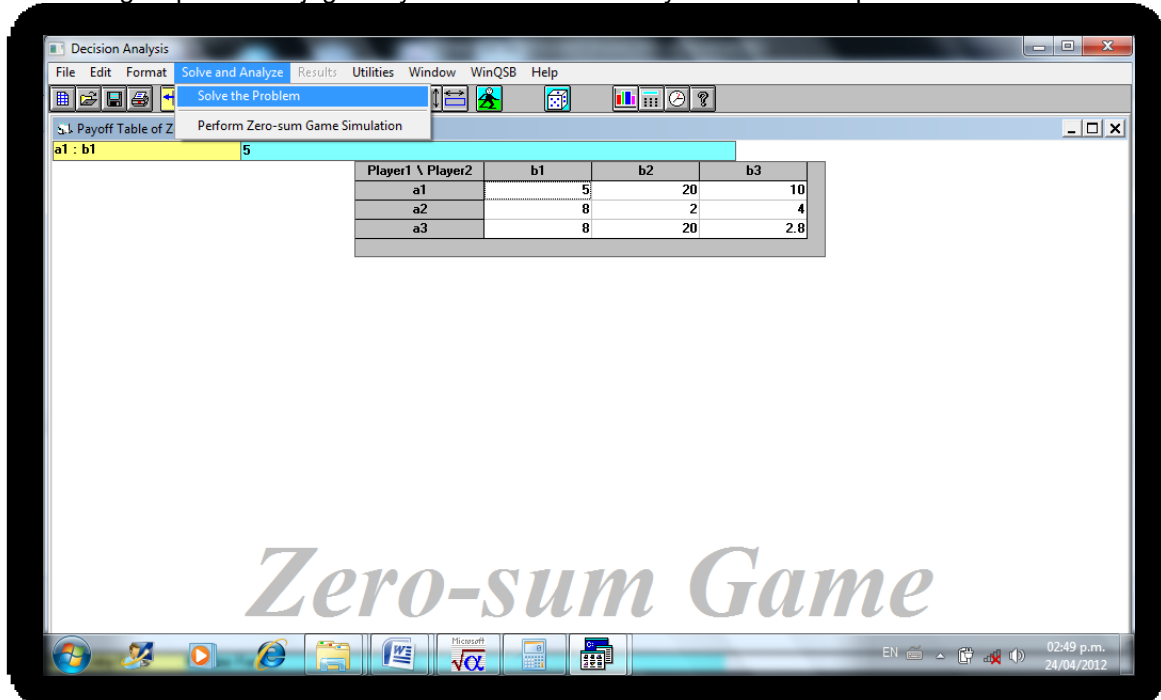 Decision Analysis
File Edit Format Solve and Analyze Results Utilities Window WinQSB Help
Solve the Problem
Perform Zero-sum Game Simulation
Payoff Table of Z
a1 : b1 5
Player1 \ Player2 b1 b2 b3
a1 5 20 10
a2 8 2 4
a3 8 20 2.8
Zero-sum Game
Microsoft
√α
EN
02:49 p.m.
24/04/2012